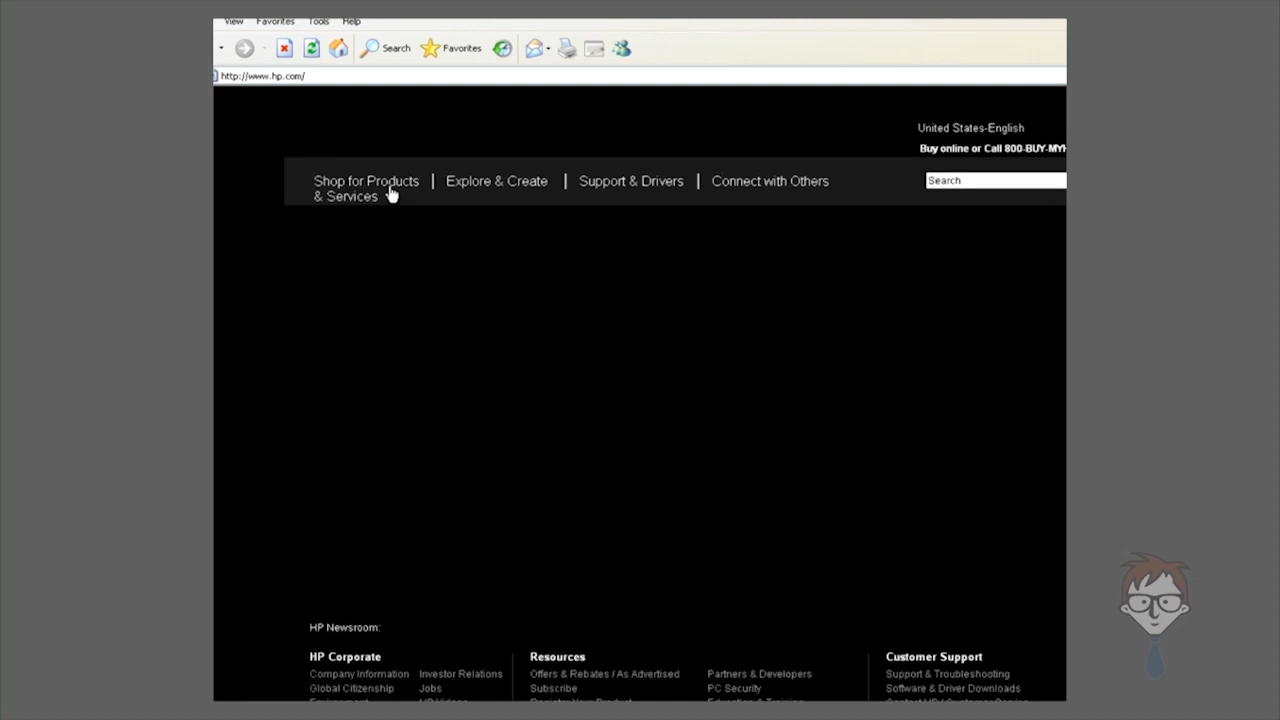 View Favorites Tools Help
Search Favorites
http://www.hp.com/
United States-English
Buy online or Call 800-BUY-MYH
Shop for Products & Services | Explore & Create | Support & Drivers | Connect with Others
Search
HP Newsroom:
HP Corporate
Company Information Investor Relations
Global Citizenship Jobs
Resources
Offers & Rebates / As Advertised Partners & Developers
Subscribe PC Security
Customer Support
Support & Troubleshooting
Software & Driver Downloads